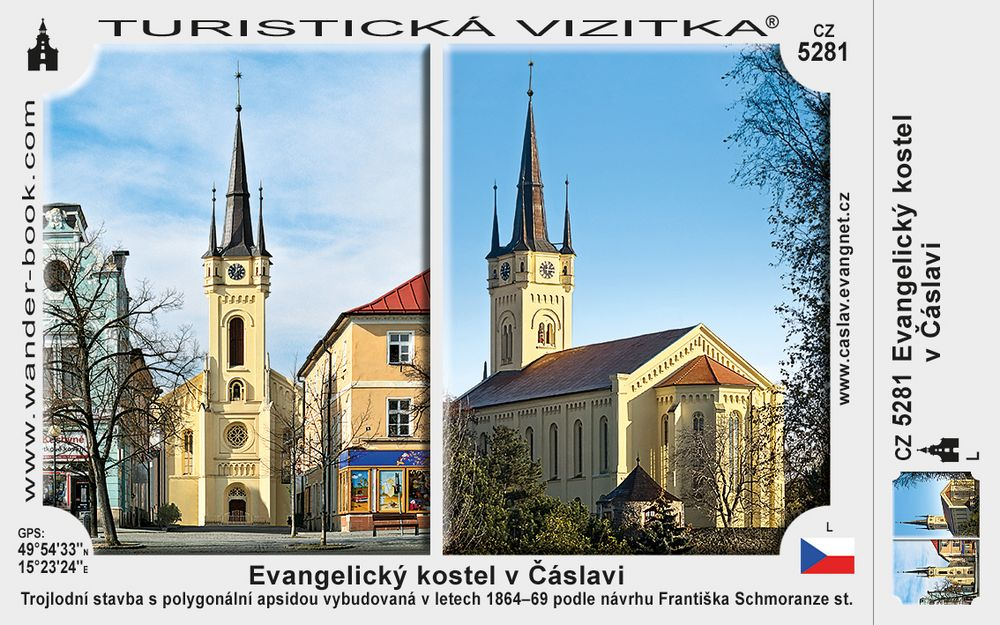 TURISTICKÁ VIZITKA®
CZ
5281
www.wander-book.com
www.caslav.evangnet.cz
GPS:
49°54'33"N
15°23'24"E
L
Evangelický kostel v Čáslavi
Trojlodní stavba s polygonální apsidou vybudovaná v letech 1864–69 podle návrhu Františka Schmoranze st.
CZ 5281 Evangelický kostel
v Čáslavi
L